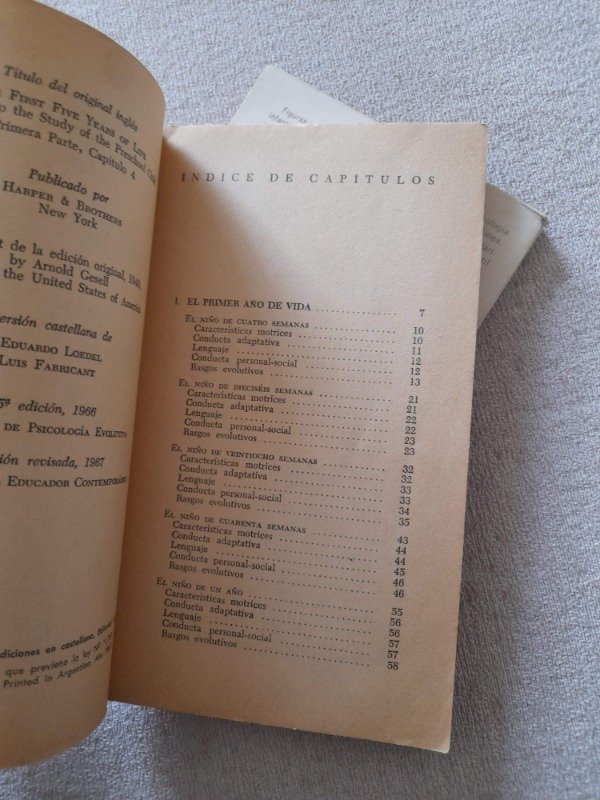 Título del original inglés
FIRST FIVE YEARS OF LIFE
to the Study of the Preschool
Primera Parte, Capítulo 4
Publicado por
HARPER & BROTHERS
New York
de la edición original,
by Arnold Gesell
the United States of America
versión castellana de
EDUARDO LOEDEL
LUIS FABRICANT
5ª edición, 1966
DE PSICOLOGÍA EVOLUTIVA
revisada, 1967
EDUCADOR CONTEMPORÁNEO
ediciones en castellano,
que previene la ley Nº
Printed in Argentina.
Figuras
ÍNDICE DE CAPÍTULOS
I. EL PRIMER AÑO DE VIDA 7
EL NIÑO DE CUATRO SEMANAS 10
Características motrices 10
Conducta adaptativa 11
Lenguaje 12
Conducta personal-social 12
Rasgos evolutivos 13
EL NIÑO DE DIECISÉIS SEMANAS 21
Características motrices 21
Conducta adaptativa 22
Lenguaje 22
Conducta personal-social 23
Rasgos evolutivos 23
EL NIÑO DE VEINTIOCHO SEMANAS 32
Características motrices 32
Conducta adaptativa 33
Lenguaje 33
Conducta personal-social 34
Rasgos evolutivos 35
EL NIÑO DE CUARENTA SEMANAS 43
Características motrices 44
Conducta adaptativa 44
Lenguaje 45
Conducta personal-social 46
Rasgos evolutivos 46
EL NIÑO DE UN AÑO 55
Características motrices 56
Conducta adaptativa 56
Lenguaje 57
Conducta personal-social 57
Rasgos evolutivos 58